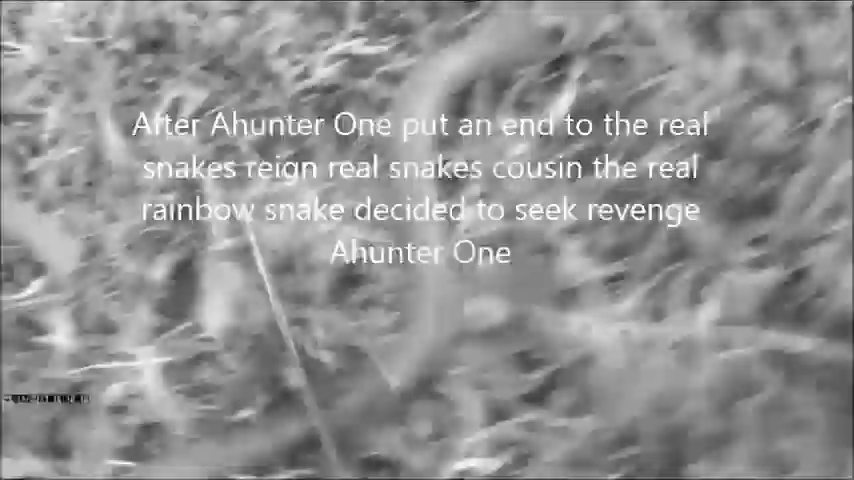 After Ahunter One put an end to the real
snakes reign real snakes cousin the real
rainbow snake decided to seek revenge
Ahunter One